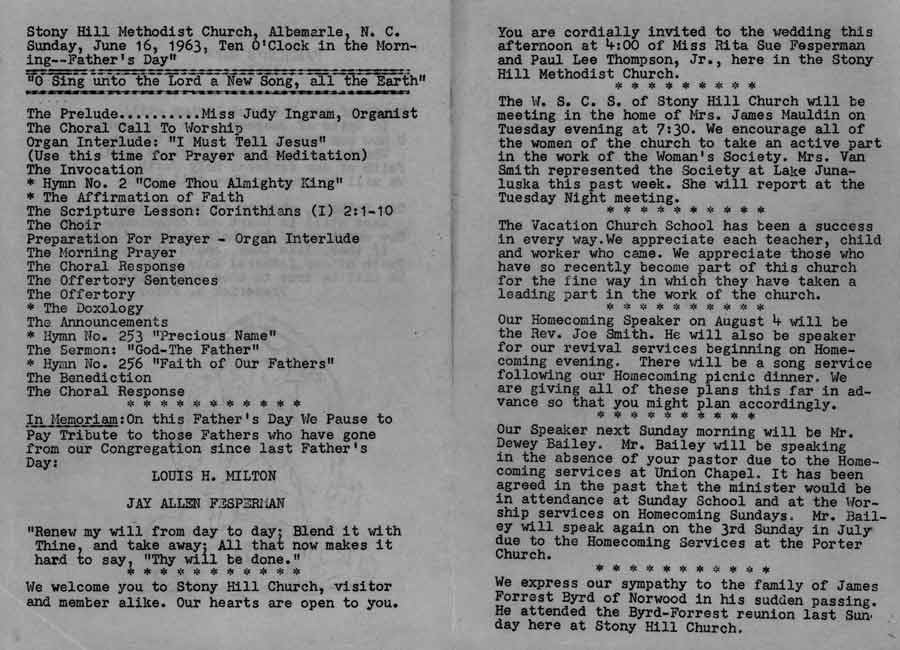 Stony Hill Methodist Church, Albemarle, N. C.
Sunday, June 16, 1963, Ten O'Clock in the Morn-
ing--Father's Day"
"O Sing unto the Lord a New Song, all the Earth"
The Prelude..........Miss Judy Ingram, Organist
The Choral Call To Worship
Organ Interlude: "I Must Tell Jesus"
(Use this time for Prayer and Meditation)
The Invocation
* Hymn No. 2 "Come Thou Almighty King"
* The Affirmation of Faith
The Scripture Lesson: Corinthians (I) 2:1-10
The Choir
Preparation For Prayer - Organ Interlude
The Morning Prayer
The Choral Response
The Offertory Sentences
The Offertory
* The Doxology
The Announcements
* Hymn No. 253 "Precious Name"
The Sermon: "God-The Father"
* Hymn No. 256 "Faith of Our Fathers"
The Benediction
The Choral Response
* * * * * * * * * * *
In Memoriam:On this Father's Day We Pause to
Pay Tribute to those Fathers who have gone
from our Congregation since last Father's
Day:
LOUIS H. MILTON
JAY ALLEN FESPERMAN
"Renew my will from day to day; Blend it with
Thine, and take away; All that now makes it
hard to say, "Thy will be done."
* * * * * * * * * * *
We welcome you to Stony Hill Church, visitor
and member alike. Our hearts are open to you.
You are cordially invited to the wedding this
afternoon at 4:00 of Miss Rita Sue Fesperman
and Paul Lee Thompson, Jr., here in the Stony
Hill Methodist Church.
* * * * * * * * *
The W. S. C. S. of Stony Hill Church will be
meeting in the home of Mrs. James Mauldin on
Tuesday evening at 7:30. We encourage all of
the women of the church to take an active part
in the work of the Woman's Society. Mrs. Van
Smith represented the Society at Lake Juna-
luska this past week. She will report at the
Tuesday Night meeting.
* * * * * * * * * *
The Vacation Church School has been a success
in every way.We appreciate each teacher, child
and worker who came. We appreciate those who
have so recently become part of this church
for the fine way in which they have taken a
leading part in the work of the church.
* * * * * * * * * *
Our Homecoming Speaker on August 4 will be
the Rev. Joe Smith. He will also be speaker
for our revival services beginning on Home-
coming evening. There will be a song service
following our Homecoming picnic dinner. We
are giving all of these plans this far in ad-
vance so that you might plan accordingly.
* * * * * * * * * *
Our Speaker next Sunday morning will be Mr.
Dewey Bailey. Mr. Bailey will be speaking
in the absence of your pastor due to the Home-
coming services at Union Chapel. It has been
agreed in the past that the minister would be
in attendance at Sunday School and at the Wor-
ship services on Homecoming Sundays. Mr. Bail-
ey will speak again on the 3rd Sunday in July
due to the Homecoming Services at the Porter
Church.
* * * * * * * * * * *
We express our sympathy to the family of James
Forrest Byrd of Norwood in his sudden passing.
He attended the Byrd-Forrest reunion last Sun-
day here at Stony Hill Church.